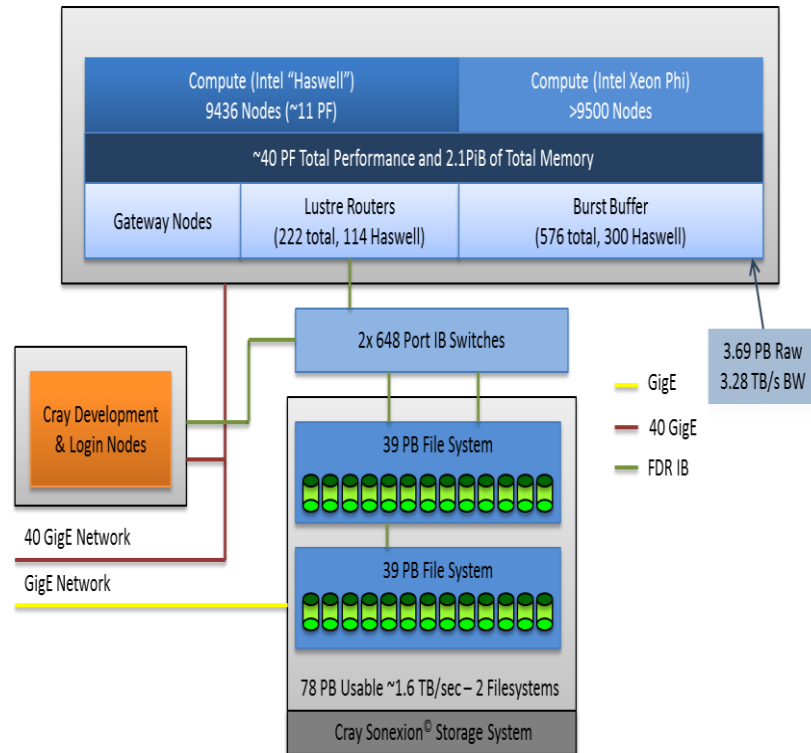 Compute (Intel “Haswell”)
9436 Nodes (~11 PF)
Compute (Intel Xeon Phi)
>9500 Nodes
~40 PF Total Performance and 2.1PiB of Total Memory
Gateway Nodes
Lustre Routers
(222 total, 114 Haswell)
Burst Buffer
(576 total, 300 Haswell)
2x 648 Port IB Switches
3.69 PB Raw
3.28 TB/s BW
Cray Development
& Login Nodes
GigE
40 GigE
FDR IB
39 PB File System
40 GigE Network
GigE Network
39 PB File System
78 PB Usable ~1.6 TB/sec – 2 Filesystems
Cray Sonexion© Storage System